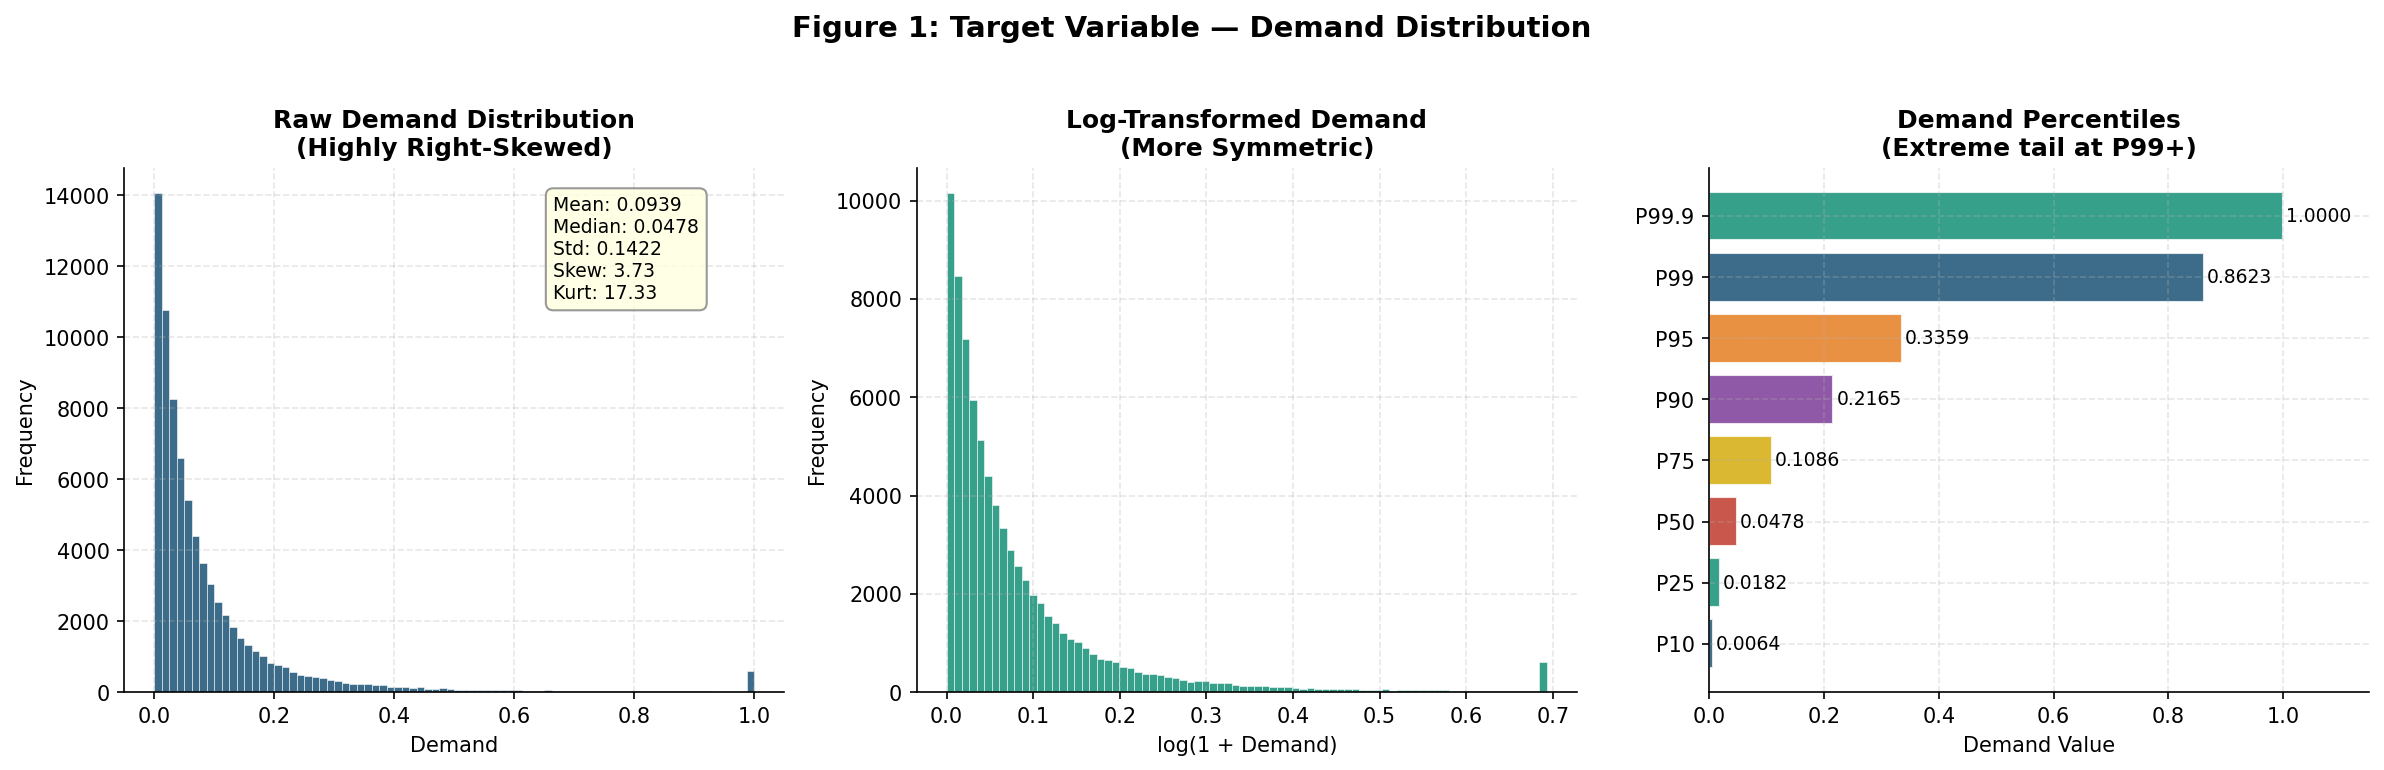 Figure 1: Target Variable — Demand Distribution
Raw Demand Distribution
(Highly Right-Skewed)
Mean: 0.0939
Median: 0.0478
Std: 0.1422
Skew: 3.73
Kurt: 17.33
14000
12000
10000
8000
6000
4000
2000
0
Frequency
0.0 0.2 0.4 0.6 0.8 1.0
Demand
Log-Transformed Demand
(More Symmetric)
10000
8000
6000
4000
2000
0
Frequency
0.0 0.1 0.2 0.3 0.4 0.5 0.6 0.7
log(1 + Demand)
Demand Percentiles
(Extreme tail at P99+)
P99.9 1.0000
P99 0.8623
P95 0.3359
P90 0.2165
P75 0.1086
P50 0.0478
P25 0.0182
P10 0.0064
0.0 0.2 0.4 0.6 0.8 1.0
Demand Value